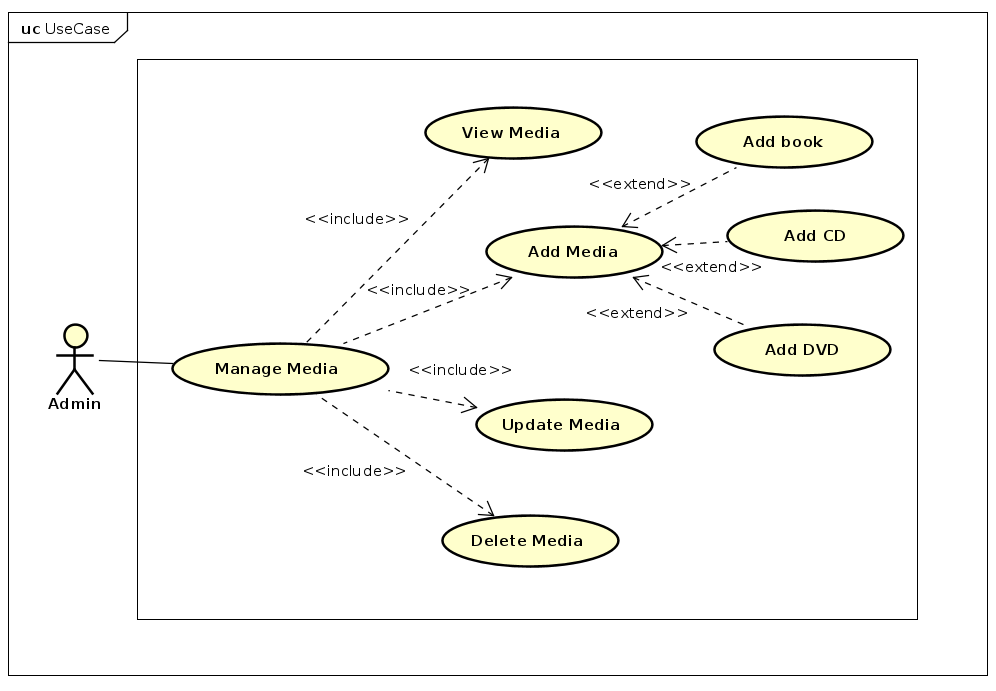 uc UseCase
View Media
Add book
<<extend>>
<<include>>
Add CD
Add Media
<<extend>>
<<include>>
<<extend>>
Add DVD
Manage Media
<<include>>
Admin
Update Media
<<include>>
Delete Media